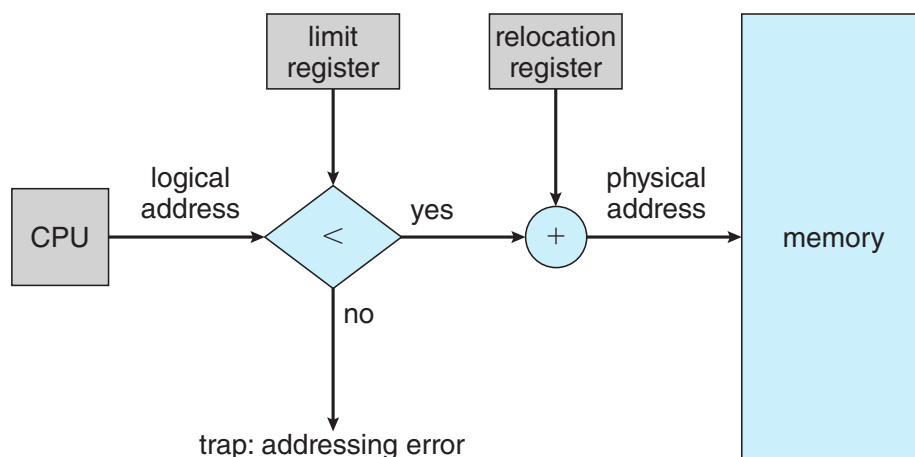 limit
register
relocation
register
logical
address
physical
address
yes
CPU
<
+
memory
no
trap: addressing error